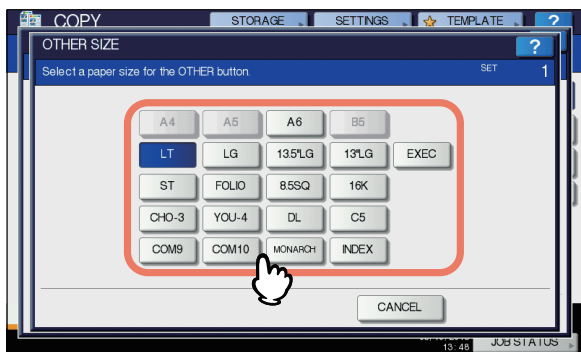 COPY STORAGE SETTINGS TEMPLATE ?
OTHER SIZE ?
Select a paper size for the OTHER button. SET 1
A4 A5 A6 B5
LT LG 13.5"LG 13"LG EXEC
ST FOLIO 8.5SQ 16K
CHO-3 YOU-4 DL C5
COM9 COM10 MONARCH INDEX
CANCEL
13:48 JOB STATUS